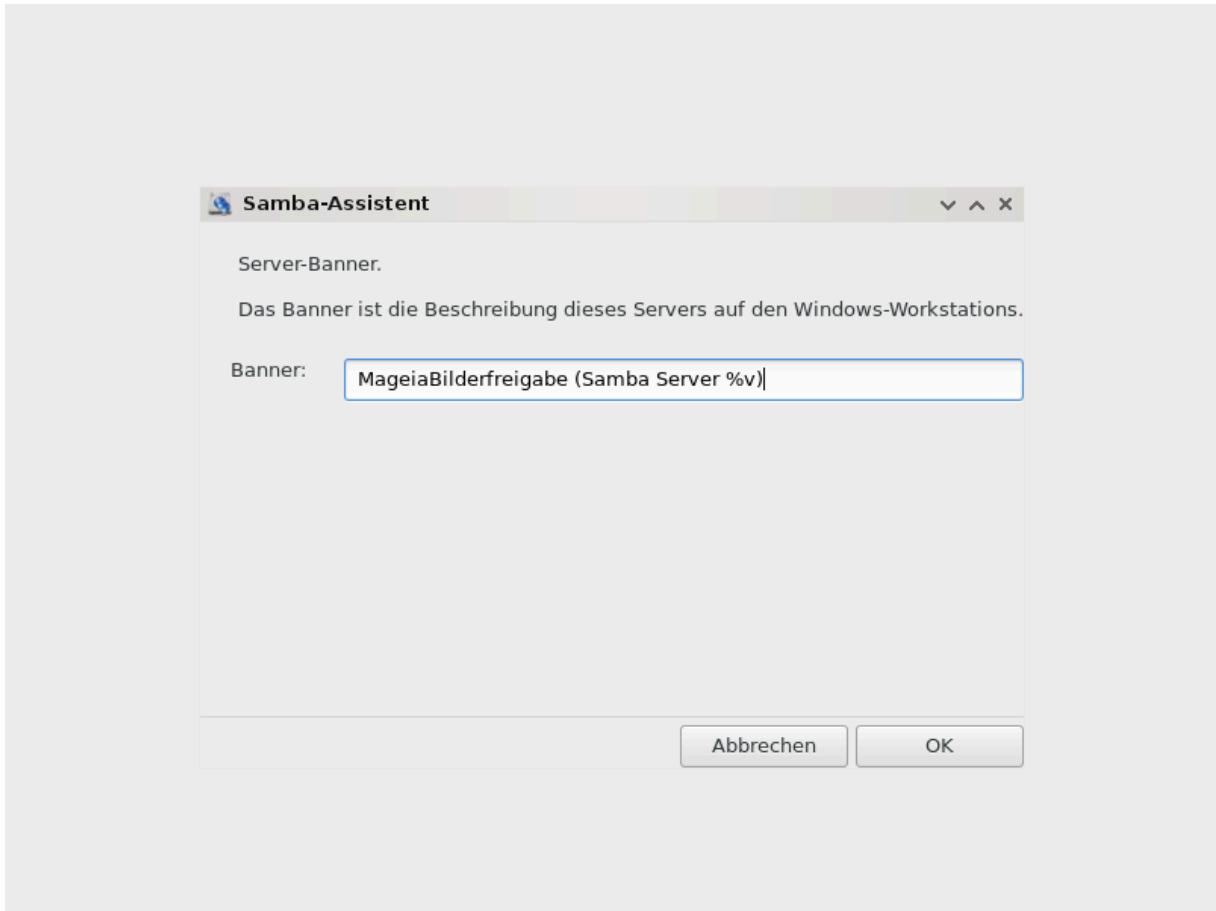 Samba-Assistent
Server-Banner.
Das Banner ist die Beschreibung dieses Servers auf den Windows-Workstations.
Banner: MageiaBilderfreigabe (Samba Server %v)
Abbrechen OK